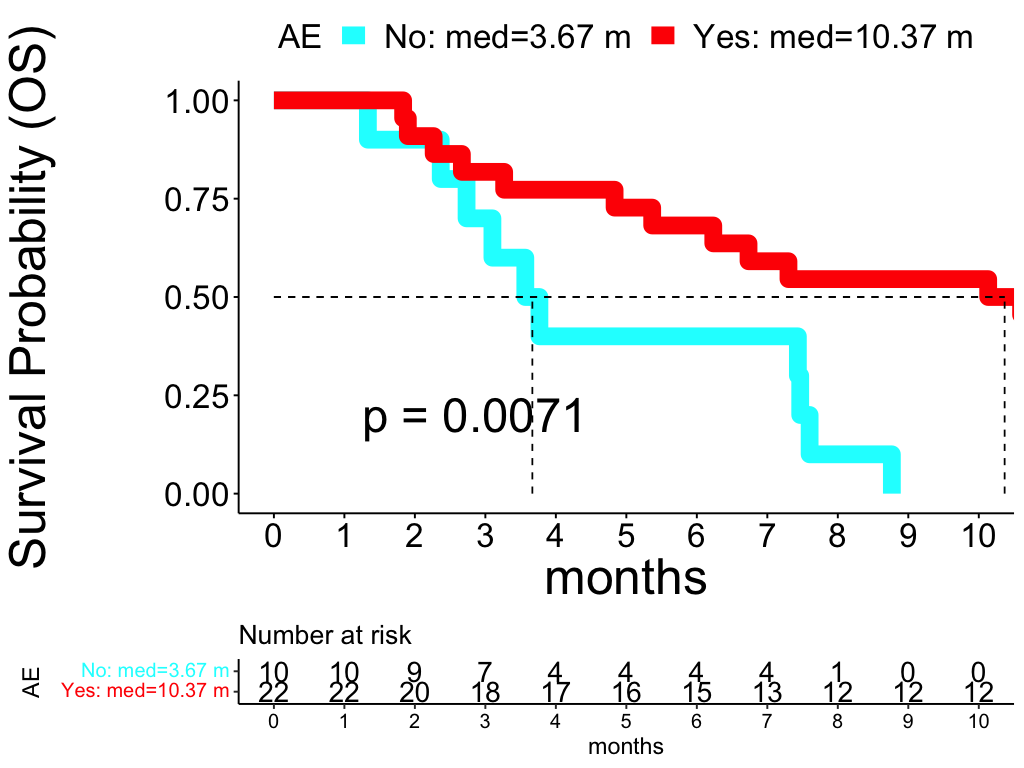 AE No: med=3.67 m Yes: med=10.37 m
Survival Probability (OS)
1.00
0.75
0.50
0.25
0.00
p = 0.0071
0 1 2 3 4 5 6 7 8 9 10
months
Number at risk
AE
No: med=3.67 m 10 10 9 7 4 4 4 4 1 0 0
Yes: med=10.37 m 22 22 20 18 17 16 15 13 12 12 12
0 1 2 3 4 5 6 7 8 9 10
months